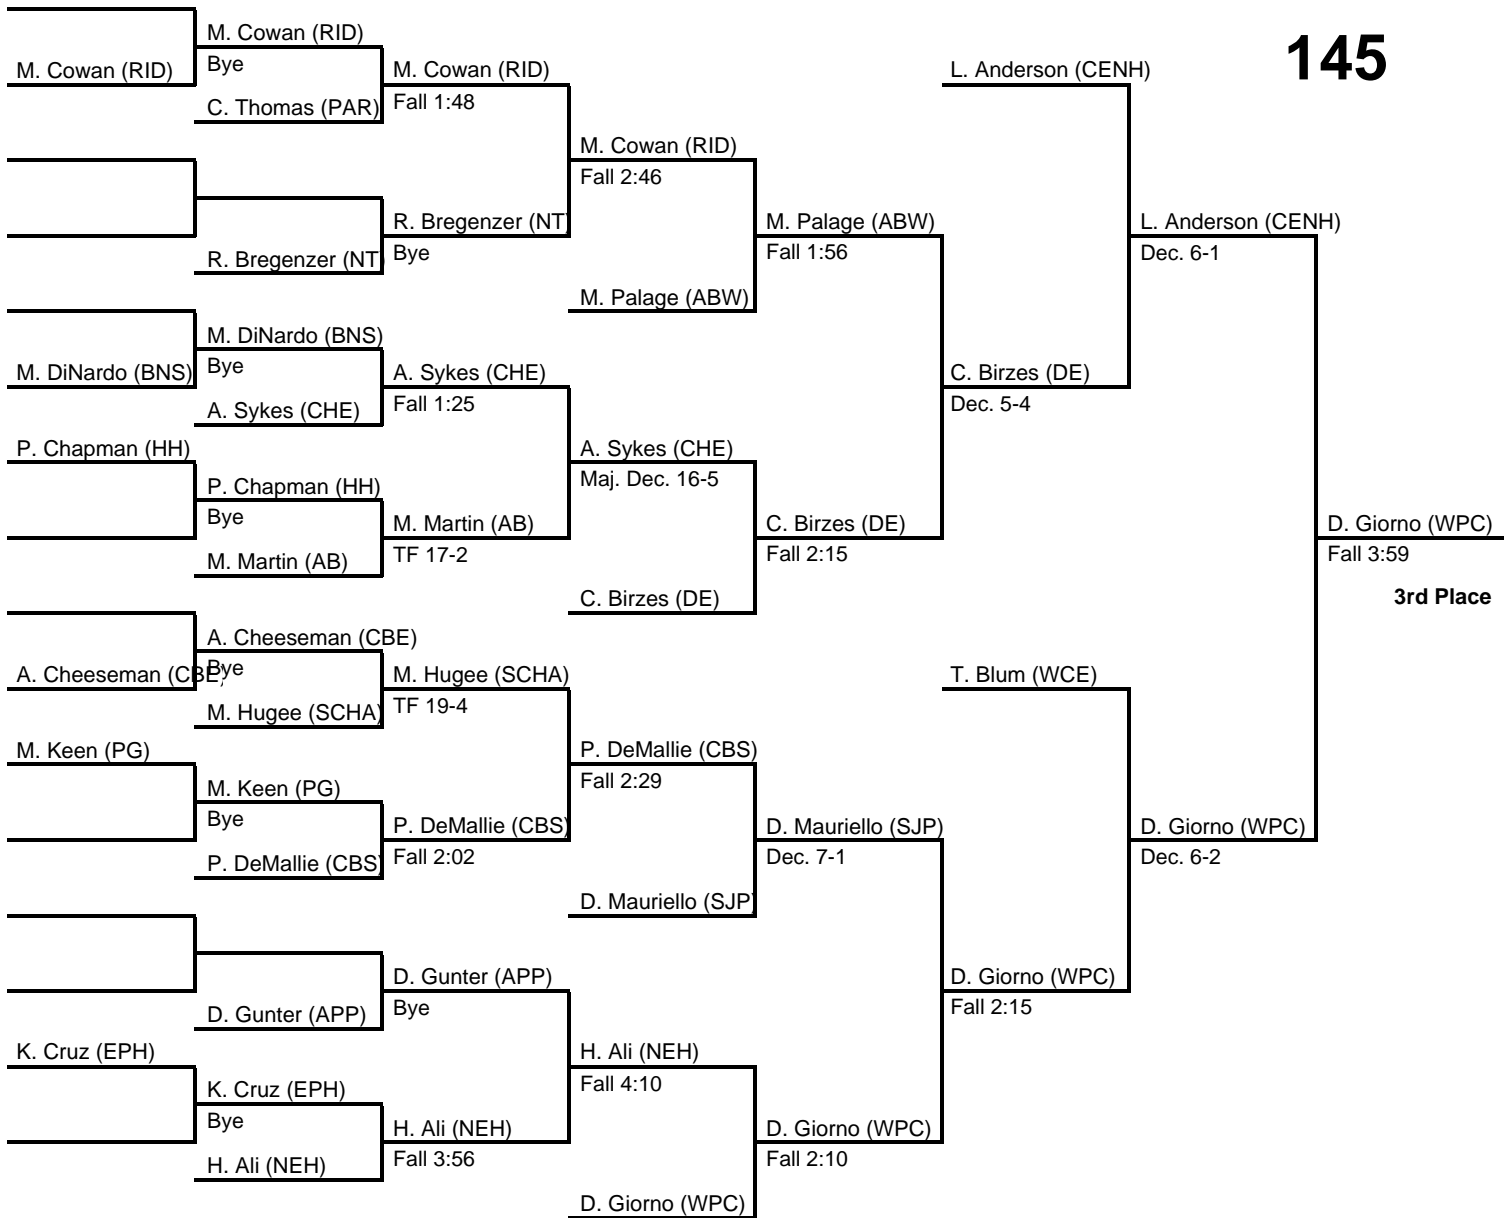 145
M. Cowan (RID)
M. Cowan (RID)
Bye
C. Thomas (PAR)
M. Cowan (RID)
Fall 1:48
R. Bregenzer (NT)
R. Bregenzer (NT)
Bye
M. Cowan (RID)
Fall 2:46
M. Palage (ABW)
M. Palage (ABW)
Fall 1:56
M. DiNardo (BNS)
M. DiNardo (BNS)
Bye
A. Sykes (CHE)
A. Sykes (CHE)
Fall 1:25
P. Chapman (HH)
P. Chapman (HH)
Bye
M. Martin (AB)
M. Martin (AB)
TF 17-2
A. Sykes (CHE)
Maj. Dec. 16-5
C. Birzes (DE)
C. Birzes (DE)
Fall 2:15
C. Birzes (DE)
Dec. 5-4
L. Anderson (CENH)
L. Anderson (CENH)
Dec. 6-1
A. Cheeseman (CBE)
A. Cheeseman (CBE)
Bye
M. Hugee (SCHA)
M. Hugee (SCHA)
TF 19-4
M. Keen (PG)
M. Keen (PG)
Bye
P. DeMallie (CBS)
P. DeMallie (CBS)
Fall 2:02
P. DeMallie (CBS)
Fall 2:29
D. Mauriello (SJP)
D. Mauriello (SJP)
Dec. 7-1
D. Gunter (APP)
D. Gunter (APP)
Bye
K. Cruz (EPH)
K. Cruz (EPH)
Bye
H. Ali (NEH)
H. Ali (NEH)
Fall 3:56
H. Ali (NEH)
Fall 4:10
D. Giorno (WPC)
D. Giorno (WPC)
Fall 2:10
D. Giorno (WPC)
Fall 2:15
T. Blum (WCE)
D. Giorno (WPC)
Dec. 6-2
D. Giorno (WPC)
Fall 3:59
3rd Place